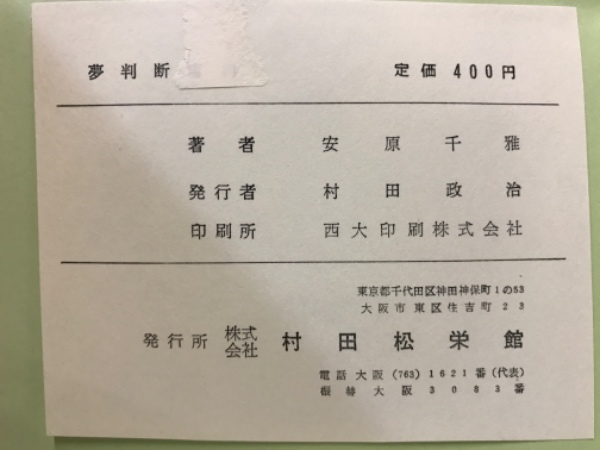 夢判断 定価 400円
著者 安原千雅
発行者 村田政治
印刷所 西大印刷株式会社
東京都千代田区神田神保町1の53
大阪市東区住吉町23
発行所 株式会社 村田松栄館
電話大阪(763)1621番(代表)
振替大阪3083番